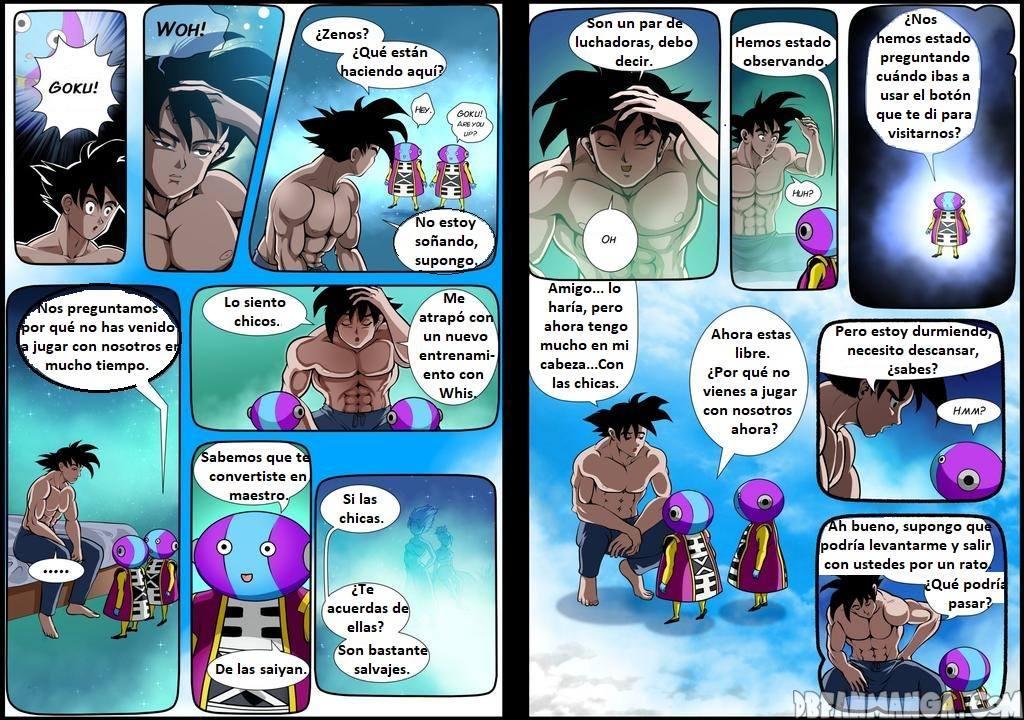 GOKU!
WOH!
¿Zenos?
¿Qué están
haciendo aquí?
HEY.
GOKU!
ARE YOU
UP?
No estoy
soñando,
supongo.
Nos preguntamos
por qué no has venido
a jugar con nosotros en
mucho tiempo.
.....
Lo siento
chicos.
Me
atrapó con
un nuevo
entrenami-
ento con
Whis.
Sabemos que te
convertiste en
maestro.
De las saiyan.
Si las
chicas.
¿Te
acuerdas de
ellas?
Son bastante
salvajes.
Son un par de
luchadoras, debo
decir.
OH
Hemos estado
observando.
HUH?
¿Nos
hemos estado
preguntando
cuándo ibas a
usar el botón
que te di para
visitarnos?
Amigo... lo
haría, pero
ahora tengo
mucho en mi
cabeza...Con
las chicas.
Ahora estas
libre.
¿Por qué no
vienes a jugar
con nosotros
ahora?
Pero estoy durmiendo,
necesito descansar,
¿sabes?
HMM?
Ah bueno, supongo que
podría levantarme y salir
con ustedes por un rato.
¿Qué podría
pasar?
DREANMANGA.COM